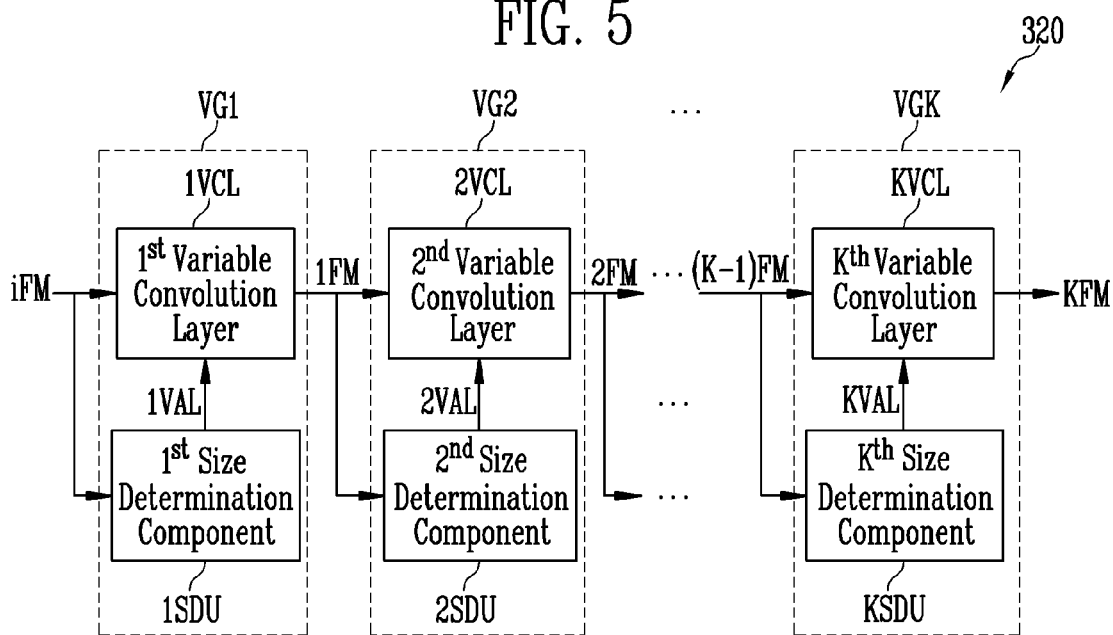 FIG. 5
320
VG1 VG2 ... VGK
1VCL 2VCL KVCL
1st Variable
Convolution
Layer
2nd Variable
Convolution
Layer
Kth Variable
Convolution
Layer
iFM 1FM 2FM ... (K-1)FM KFM
1VAL 2VAL ... KVAL
1st Size
Determination
Component
2nd Size
Determination
Component
...
Kth Size
Determination
Component
1SDU 2SDU KSDU